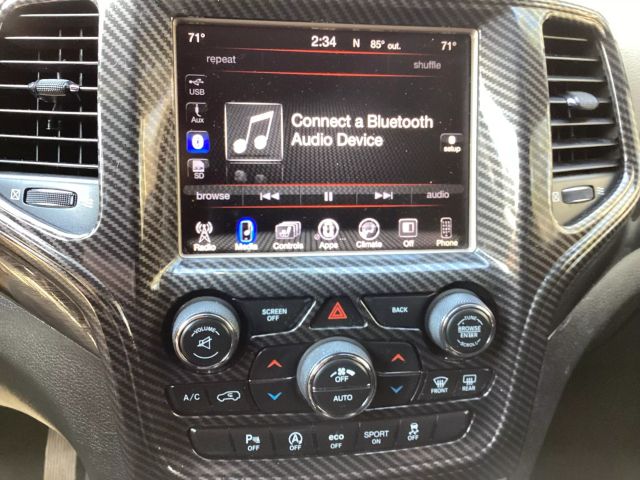 71° 2:34 N 85° out. 71°
repeat shuffle
USB
Aux
Connect a Bluetooth
Audio Device
setup
SD
browse audio
Radio Media Controls Apps Climate Off Phone
VOLUME
SCREEN
OFF
BACK
TUNE
BROWSE
ENTER
SCROLL
OFF
AUTO
A/C
FRONT REAR
P OFF
A OFF
eco OFF
SPORT ON
OFF